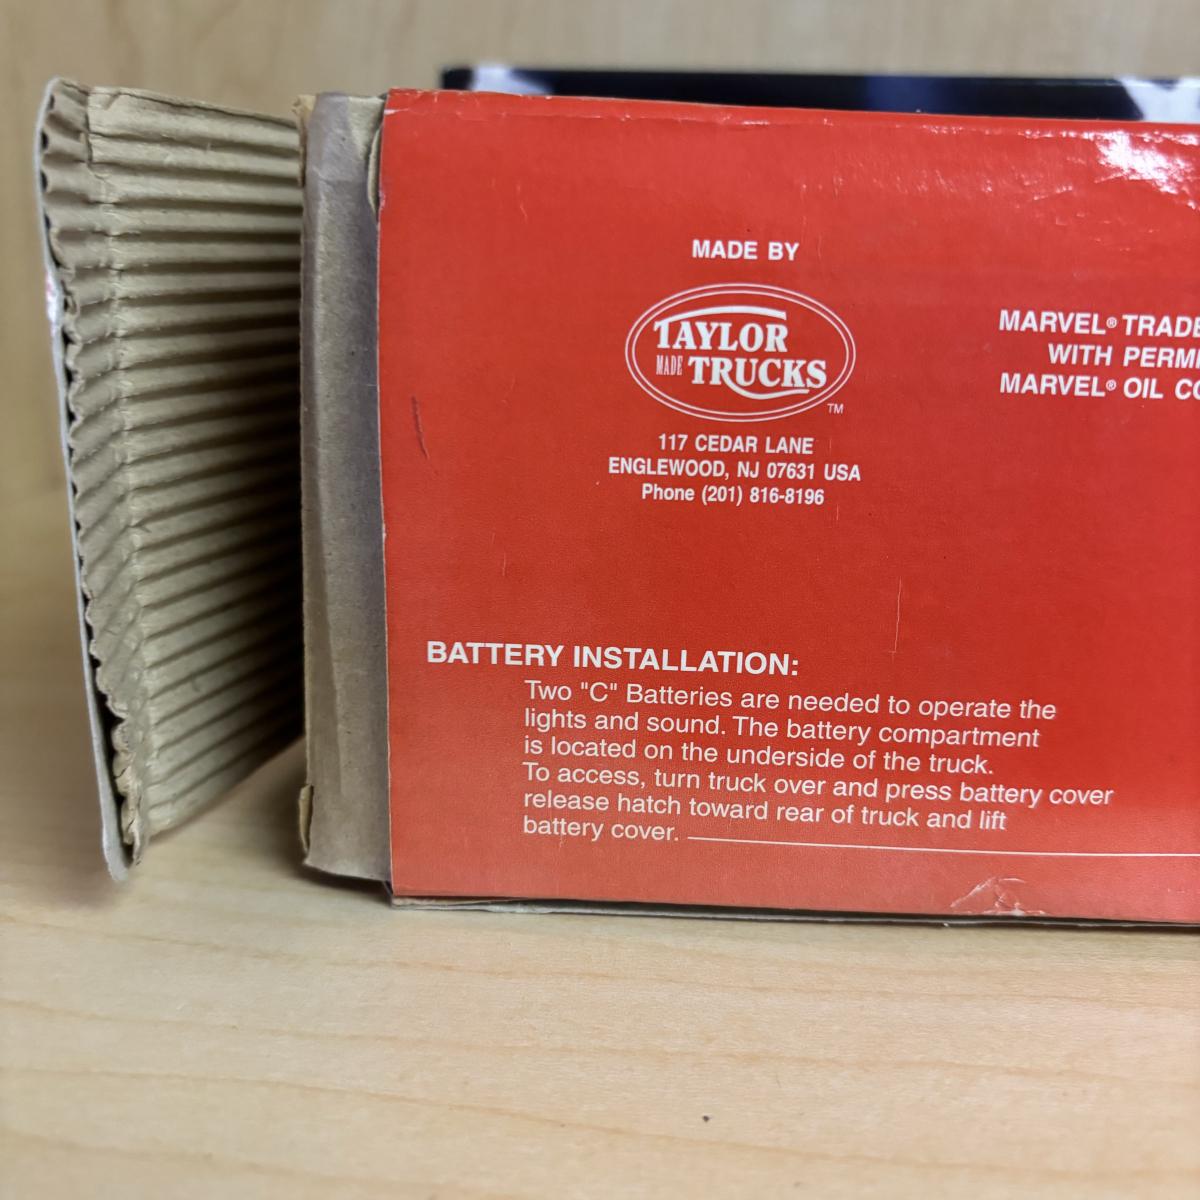 MADE BY
TAYLOR
MADE TRUCKS
TM
117 CEDAR LANE
ENGLEWOOD, NJ 07631 USA
Phone (201) 816-8196
MARVEL®
WITH
MARVEL® OIL
BATTERY INSTALLATION:
Two "C" Batteries are needed to operate the
lights and sound. The battery compartment
is located on the underside of the truck.
To access, turn truck over and press battery cover
release hatch toward rear of truck and lift
battery cover.